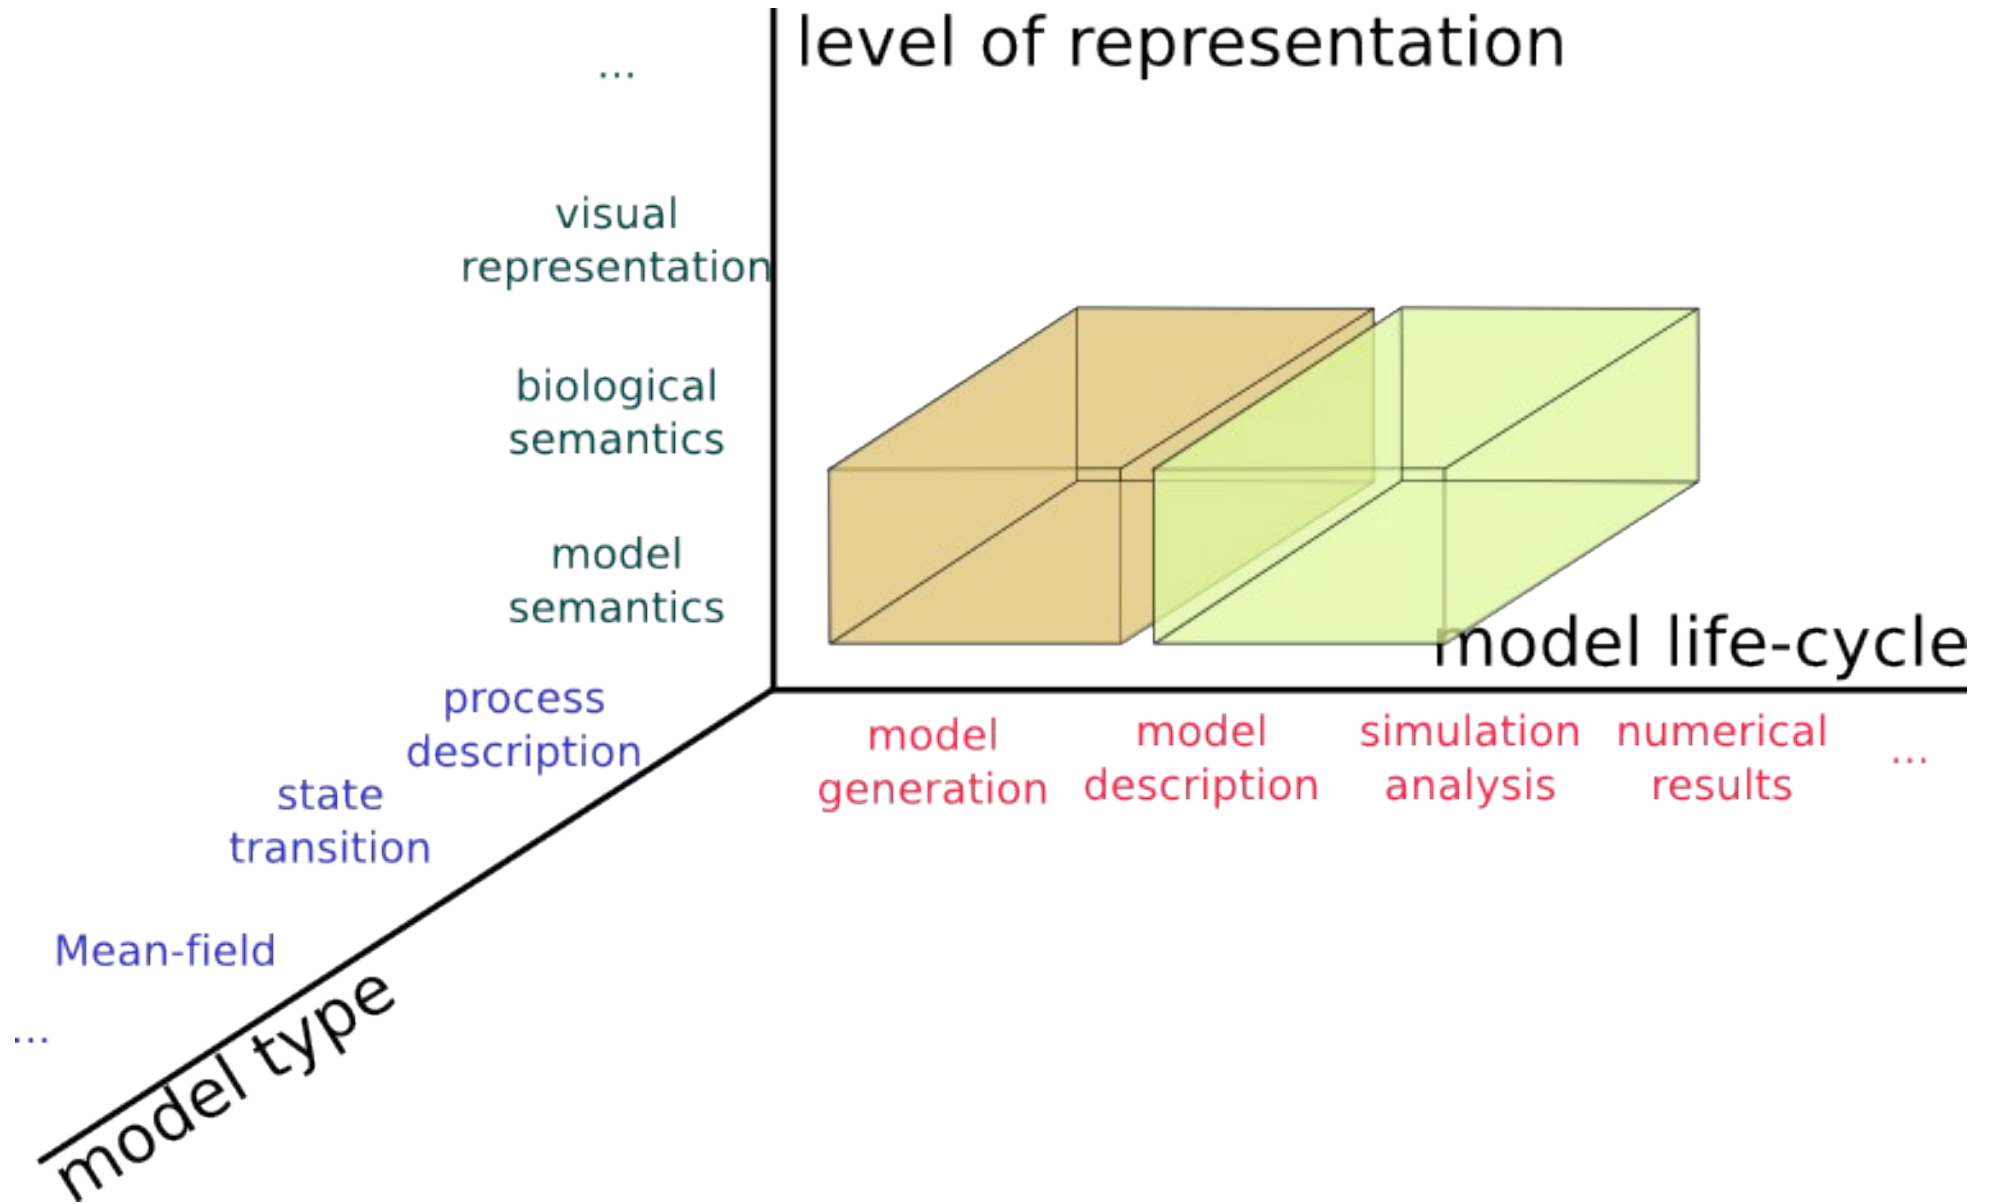 level of representation
...
visual
representation
biological
semantics
model
semantics
model life-cycle
process
description
state
transition
Mean-field
...
model type
model
generation
model
description
simulation
analysis
numerical
results
...